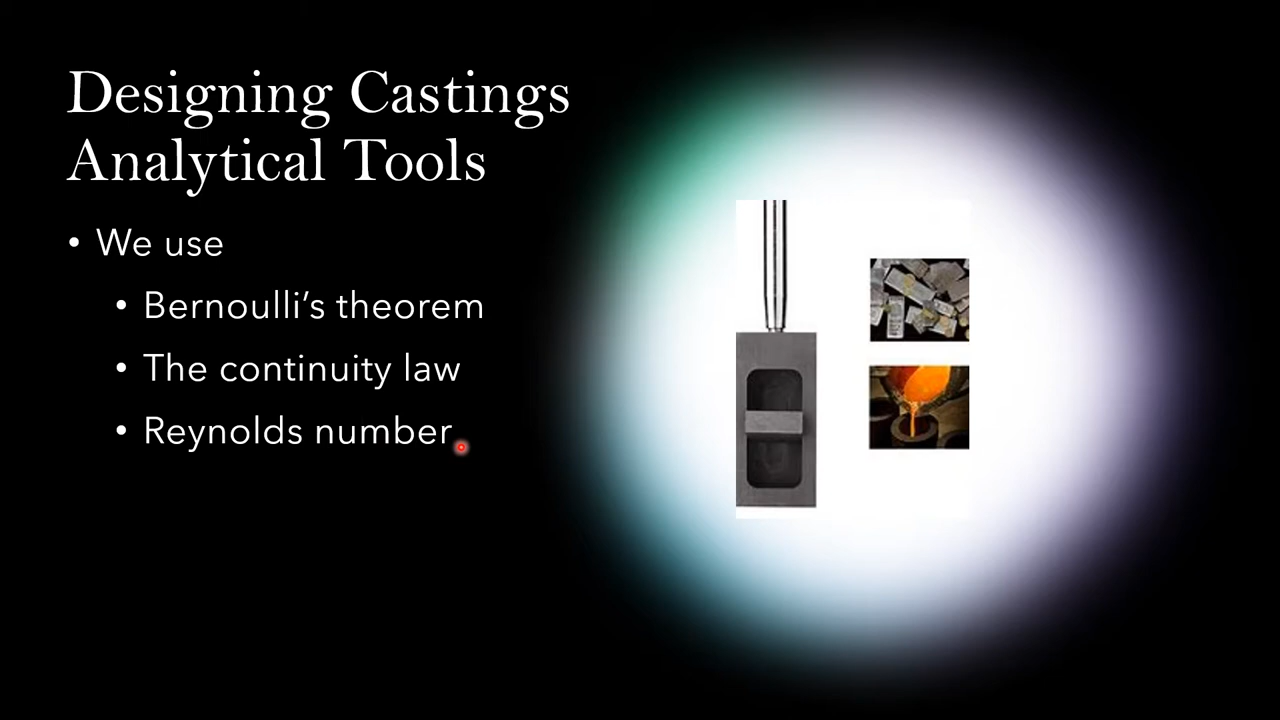 Designing Castings
Analytical Tools
• We use
• Bernoulli’s theorem
• The continuity law
• Reynolds number